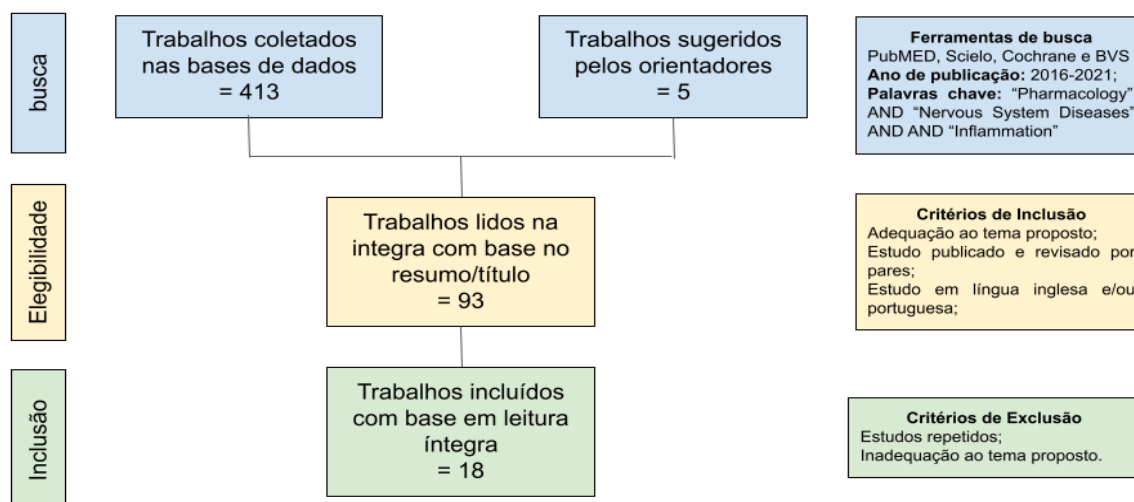 busca
Trabalhos coletados
nas bases de dados
= 413
Trabalhos sugeridos
pelos orientadores
= 5
Ferramentas de busca
PubMED, Scielo, Cochrane e BVS
Ano de publicação: 2016-2021;
Palavras chave: “Pharmacology”
AND “Nervous System Diseases”
AND AND “Inflammation”
Elegibilidade
Trabalhos lidos na
integra com base no
resumo/título
= 93
Critérios de Inclusão
Adequação ao tema proposto;
Estudo publicado e revisado por
pares;
Estudo em língua inglesa e/ou
portuguesa;
Inclusão
Trabalhos incluídos
com base em leitura
íntegra
= 18
Critérios de Exclusão
Estudos repetidos;
Inadequação ao tema proposto.